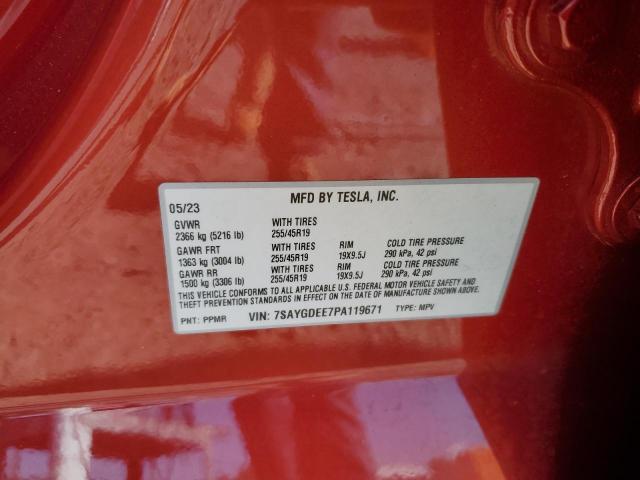 MFD BY TESLA, INC.
05/23
GVWR WITH TIRES
2366 kg (5216 lb) 255/45R19
GAWR FRT WITH TIRES RIM COLD TIRE PRESSURE
1363 kg (3004 lb) 255/45R19 19X9.5J 290 kPa, 42 psi
GAWR RR WITH TIRES RIM COLD TIRE PRESSURE
1500 kg (3306 lb) 255/45R19 19X9.5J 290 kPa, 42 psi
THIS VEHICLE CONFORMS TO ALL APPLICABLE U.S. FEDERAL MOTOR VEHICLE SAFETY AND
THEFT PREVENTION STANDARDS IN EFFECT ON THE DATE OF MANUFACTURE SHOWN ABOVE.
PNT: PPMR VIN: 7SAYGDEE7PA119671 TYPE: MPV